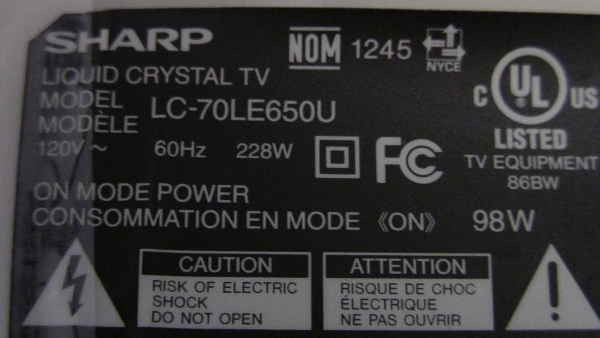 SHARP NOM 1245 NYCE
LIQUID CRYSTAL TV
MODEL LC-70LE650U
MODÈLE
C UL US
LISTED
TV EQUIPMENT
86BW
120V ~ 60Hz 228W FC
ON MODE POWER
CONSOMMATION EN MODE 《ON》 98W
CAUTION
RISK OF ELECTRIC
SHOCK
DO NOT OPEN
ATTENTION
RISQUE DE CHOC
ÉLECTRIQUE
NE PAS OUVRIR